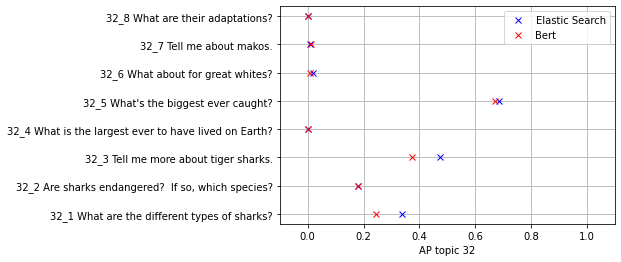 32_8 What are their adaptations?
32_7 Tell me about makos.
32_6 What about for great whites?
32_5 What's the biggest ever caught?
32_4 What is the largest ever to have lived on Earth?
32_3 Tell me more about tiger sharks.
32_2 Are sharks endangered?  If so, which species?
32_1 What are the different types of sharks?
Elastic Search
Bert
0.0 0.2 0.4 0.6 0.8 1.0
AP topic 32